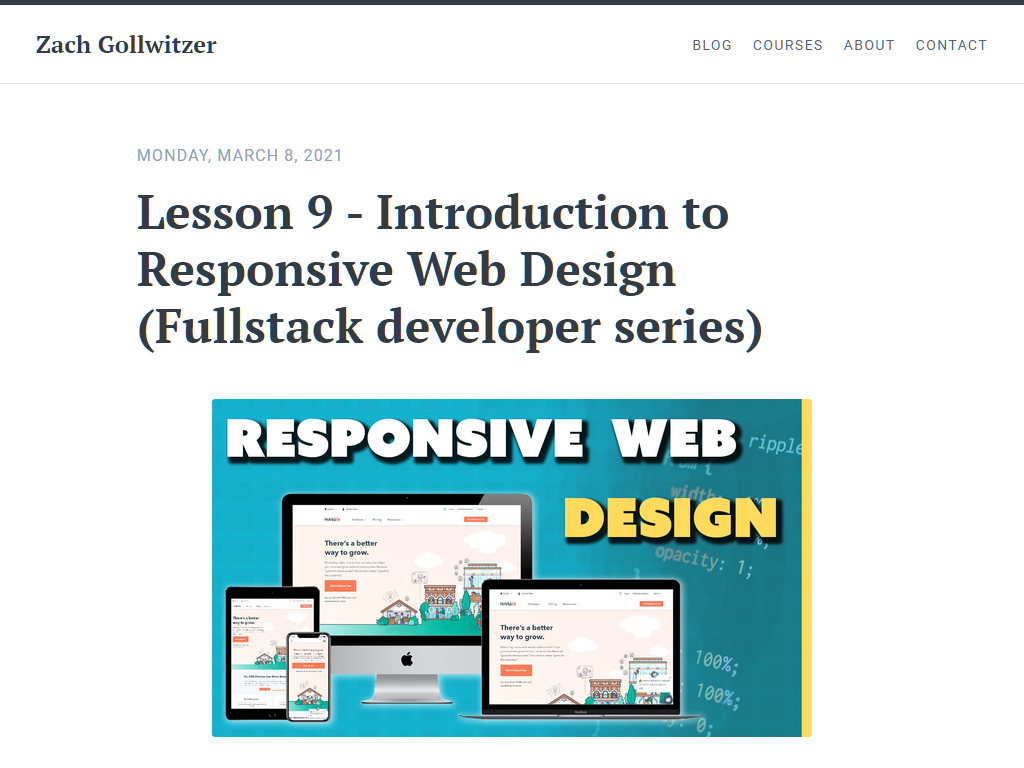 Zach Gollwitzer
BLOG COURSES ABOUT CONTACT
MONDAY, MARCH 8, 2021
Lesson 9 - Introduction to
Responsive Web Design
(Fullstack developer series)
RESPONSIVE WEB
DESIGN
ripple
width:
opacity: 1;
100%;
100%;
0;
There's a better
way to grow.
There's a better
way to grow.
There's a better
way to grow.